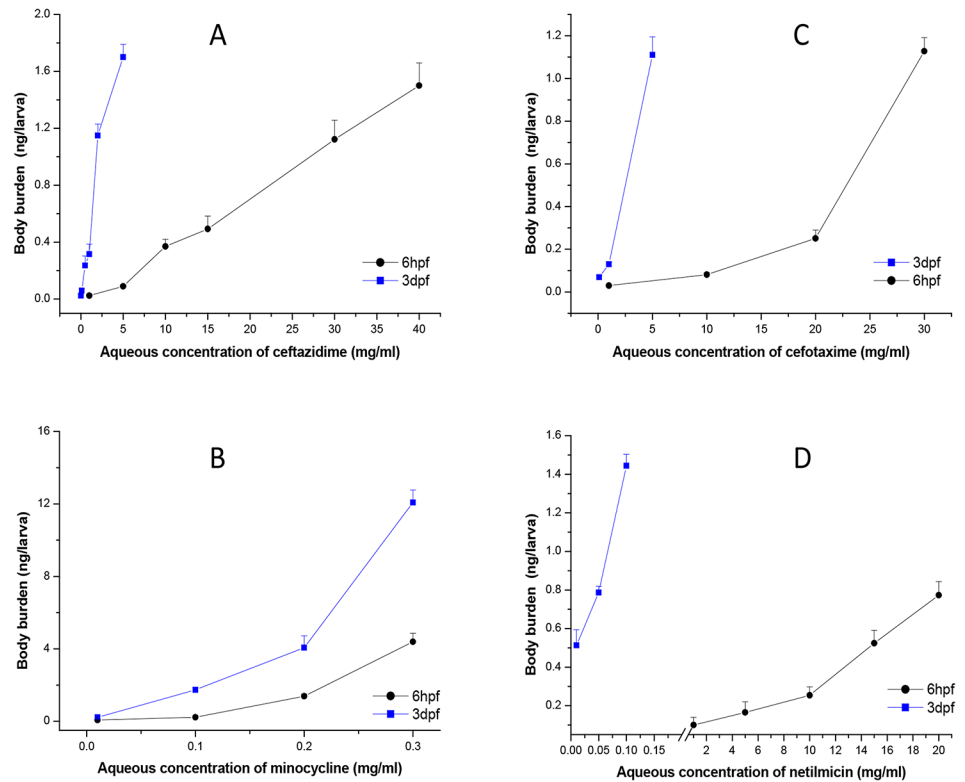 A
2.0
1.6
1.2
0.8
0.4
0.0
Body burden (ng/larva)
6hpf
3dpf
0 5 10 15 20 25 30 35 40
Aqueous concentration of ceftazidime (mg/ml)
C
1.2
1.0
0.8
0.6
0.4
0.2
0.0
Body burden (ng/larva)
3dpf
6hpf
0 5 10 15 20 25 30
Aqueous concentration of cefotaxime (mg/ml)
B
16
12
8
4
0
Body burden (ng/larva)
6hpf
3dpf
0.0 0.1 0.2 0.3
Aqueous concentration of minocycline (mg/ml)
D
1.6
1.4
1.2
1.0
0.8
0.6
0.4
0.2
Body burden (ng/larva)
6hpf
3dpf
0.00 0.05 0.10 0.15 2 4 6 8 10 12 14 16 18 20
Aqueous concentration of netilmicin (mg/ml)